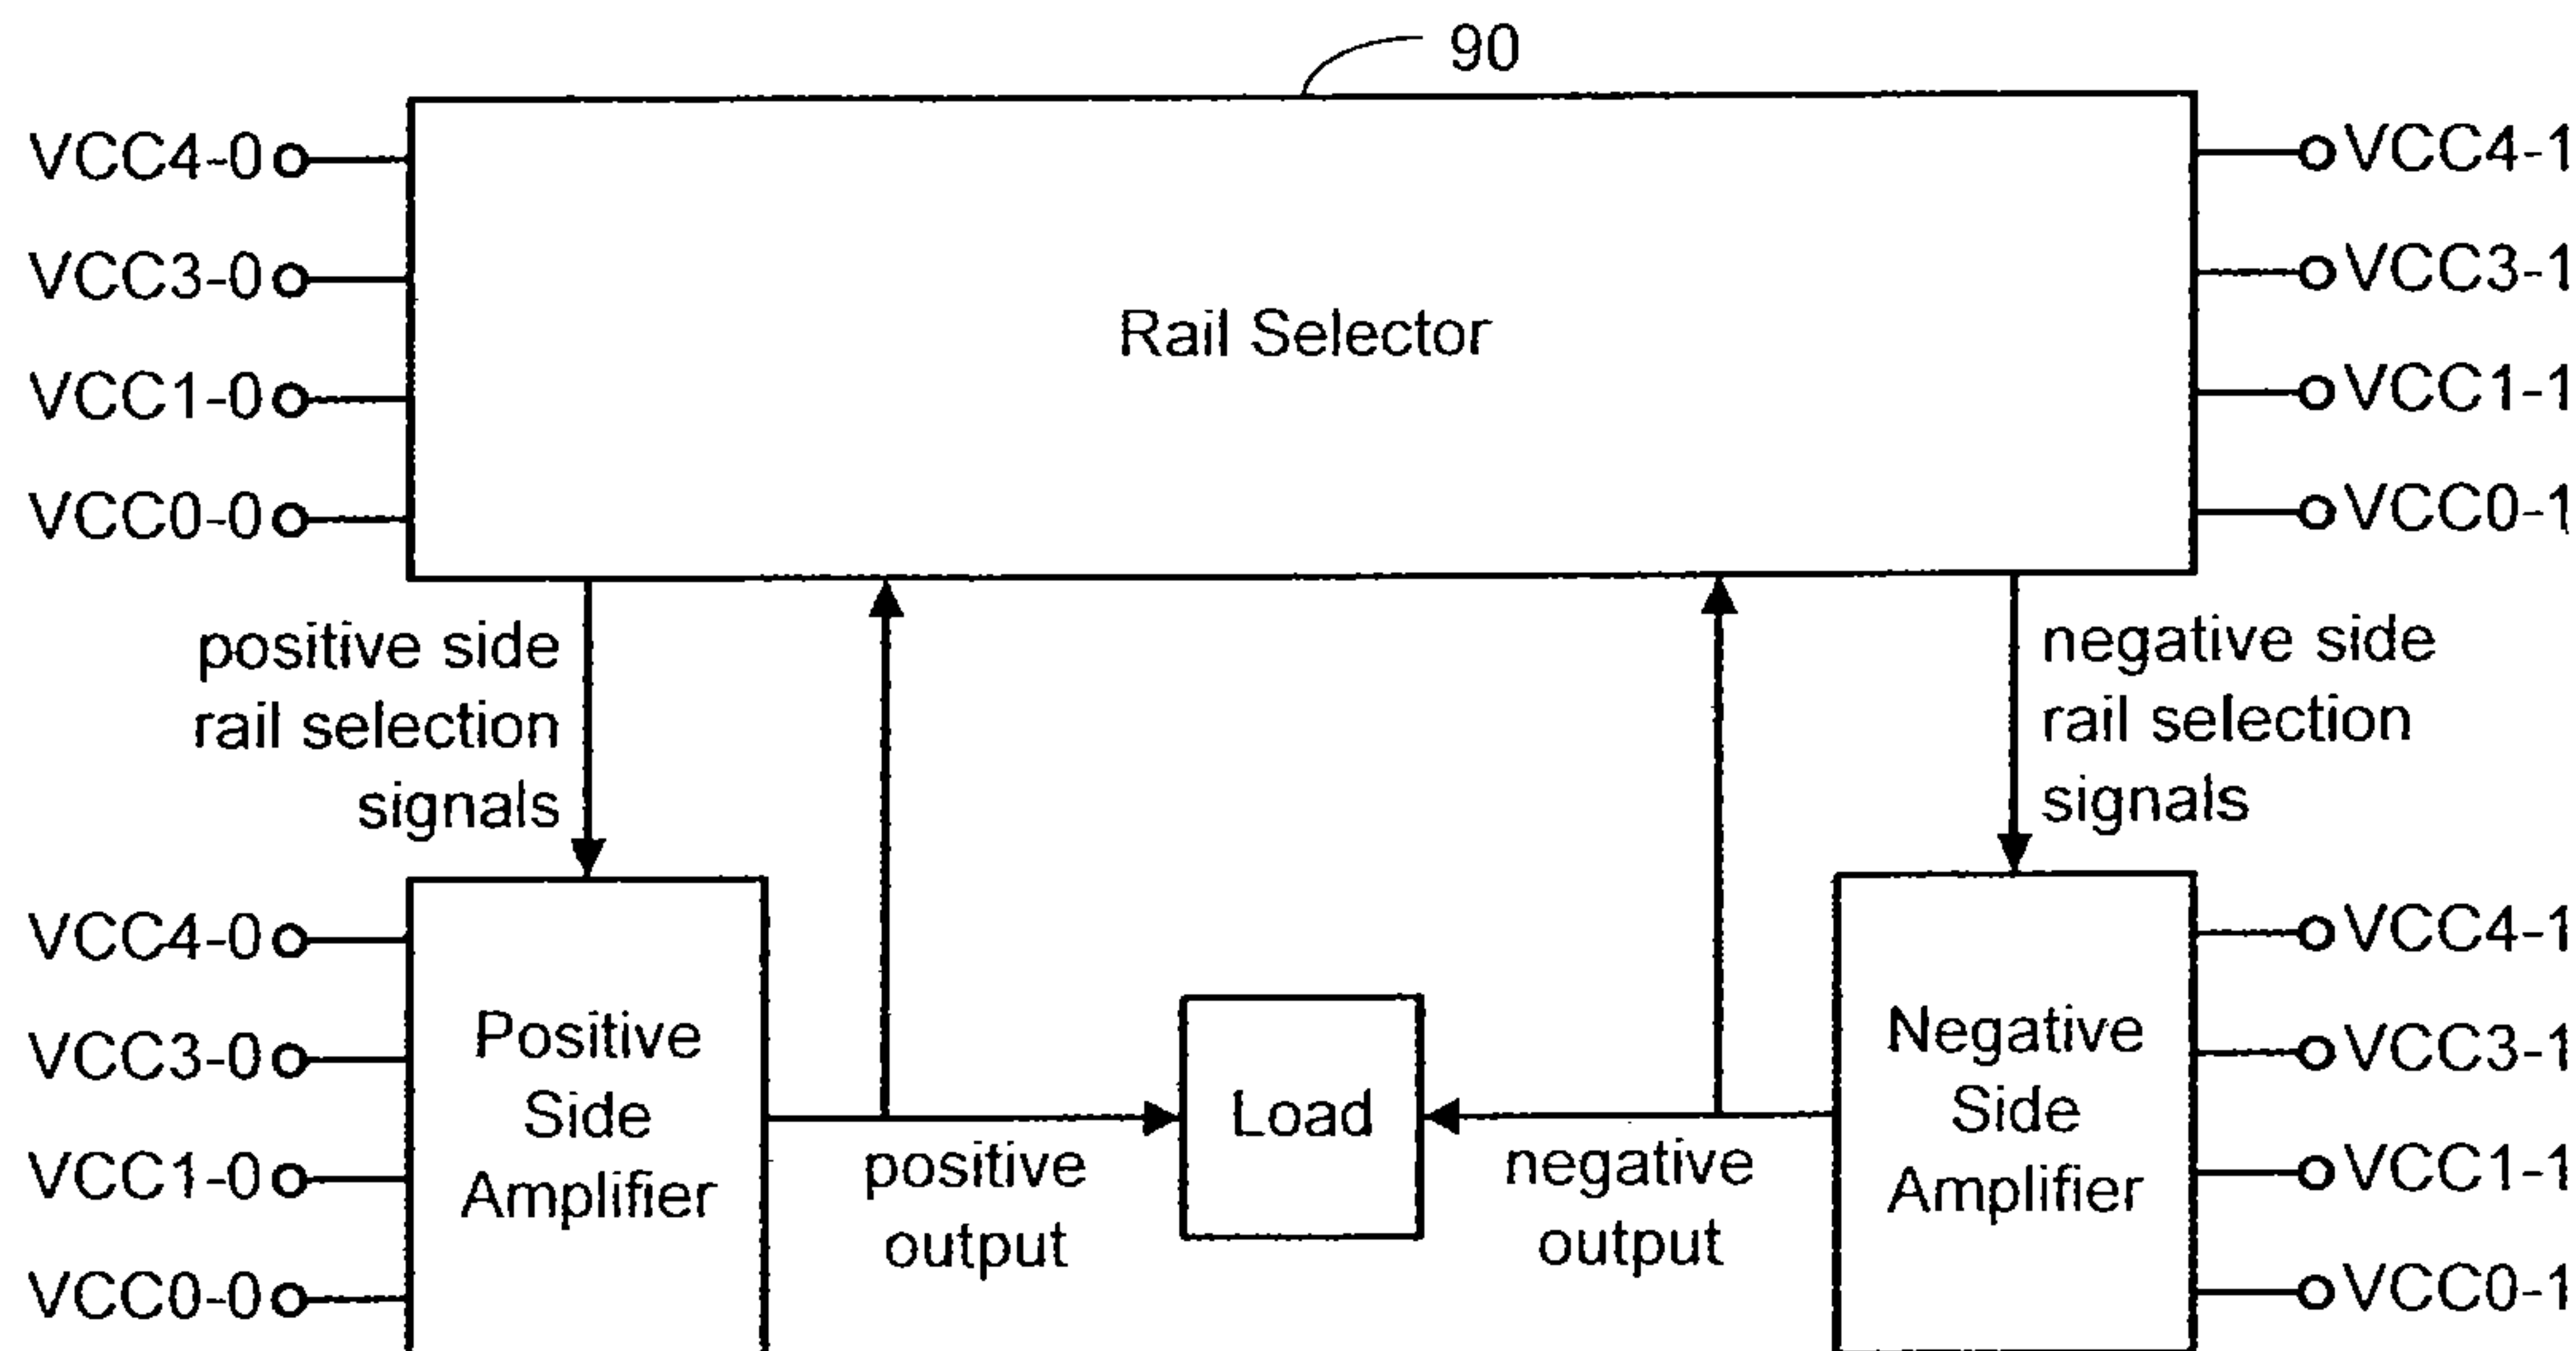 90
VCC4-0
VCC3-0
VCC1-0
VCC0-0
Rail Selector
VCC4-1
VCC3-1
VCC1-1
VCC0-1
positive side
rail selection
signals
negative side
rail selection
signals
VCC4-0
VCC3-0
VCC1-0
VCC0-0
Positive
Side
Amplifier
positive
output
Load
negative
output
Negative
Side
Amplifier
VCC4-1
VCC3-1
VCC1-1
VCC0-1